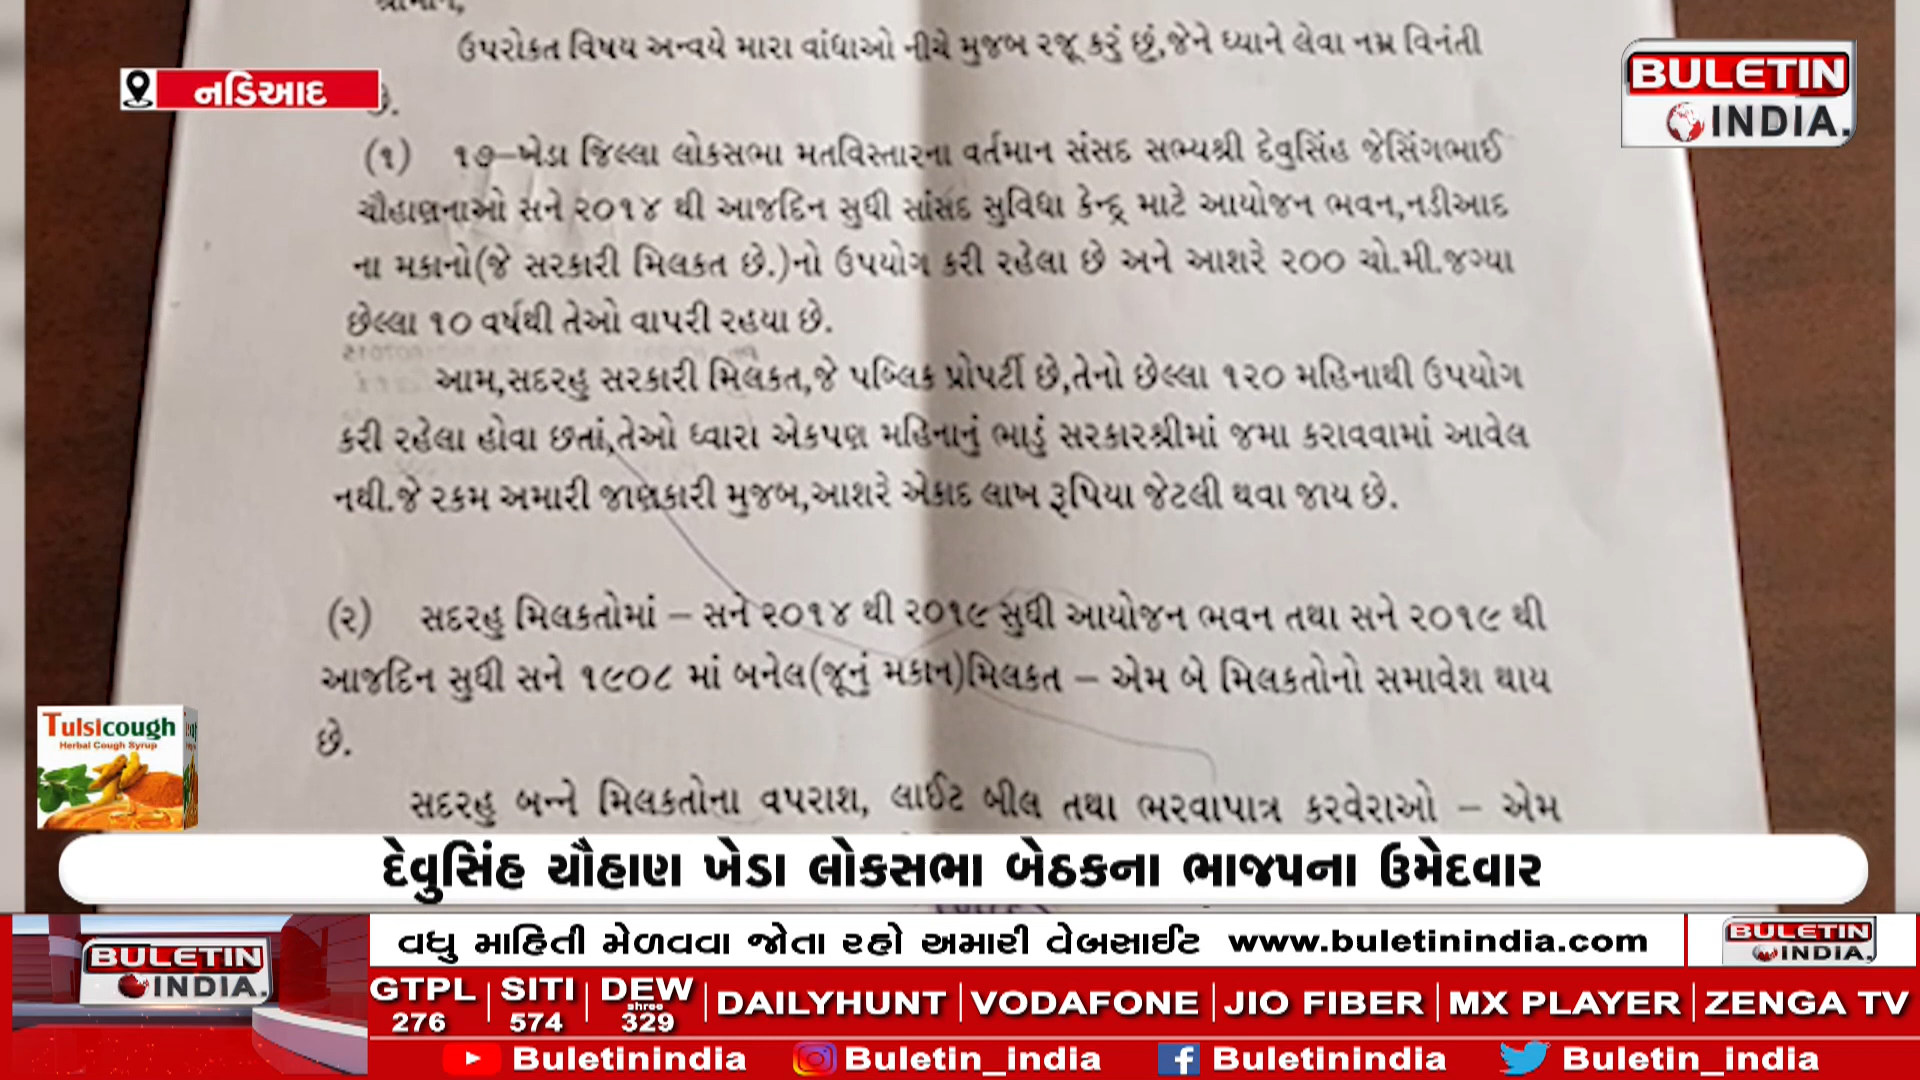 શ્રીમાન,
ઉપરોકત વિષય અન્વયે મારા વાંધાઓ નીચે મુજબ રજૂ કરું છું,જેને ધ્યાને લેવા નમ્ર વિનંતી
નડિઆદ
BULETIN
INDIA.
(૧) ૧૭–ખેડા જિલ્લા લોકસભા મતવિસ્તારના વર્તમાન સંસદ સભ્યશ્રી દેવુસિંહ જેસિંગભાઈ
ચૌહાણનાઓ સને ૨૦૧૪ થી આજદિન સુધી સાંસદ સુવિધા કેન્દ્ર માટે આયોજન ભવન,નડીઆદ
ના મકાનો(જે સરકારી મિલકત છે.)નો ઉપયોગ કરી રહેલા છે અને આશરે ૨૦૦ ચો.મી.જગ્યા
છેલ્લા ૧૦ વર્ષથી તેઓ વાપરી રહયા છે.
આમ,સદરહુ સરકારી મિલકત,જે પબ્લિક પ્રોપર્ટી છે,તેનો છેલ્લા ૧૨૦ મહિનાથી ઉપયોગ
કરી રહેલા હોવા છતાં,તેઓ ધ્વારા એકપણ મહિનાનું ભાડું સરકારશ્રીમાં જમા કરાવવામાં આવેલ
નથી.જે રકમ અમારી જાણકારી મુજબ,આશરે એકાદ લાખ રૂપિયા જેટલી થવા જાય છે.
(૨) સદરહુ મિલકતોમાં – સને ૨૦૧૪ થી ૨૦૧૯ સુધી આયોજન ભવન તથા સને ૨૦૧૯ થી
આજદિન સુધી સને ૧૯૦૮ માં બનેલ(જૂનું મકાન)મિલકત – એમ બે મિલકતોનો સમાવેશ થાય
છે.
સદરહુ બન્ને મિલકતોના વપરાશ, લાઈટ બીલ તથા ભરવાપાત્ર કરવેરાઓ – એમ
Tulsicough
Herbal Cough Syrup
દેવુસિંહ ચૌહાણ ખેડા લોકસભા બેઠકના ભાજપના ઉમેદવાર
વધુ માહિતી મેળવવા જોતા રહો અમારી વેબસાઈટ www.buletinindia.com
BULETIN
INDIA.
BULETIN
INDIA.
GTPL 276 | SITI 574 | DEW shree 329 | DAILYHUNT | VODAFONE | JIO FIBER | MX PLAYER | ZENGA TV
Buletinindia Buletin_india Buletinindia Buletin_india